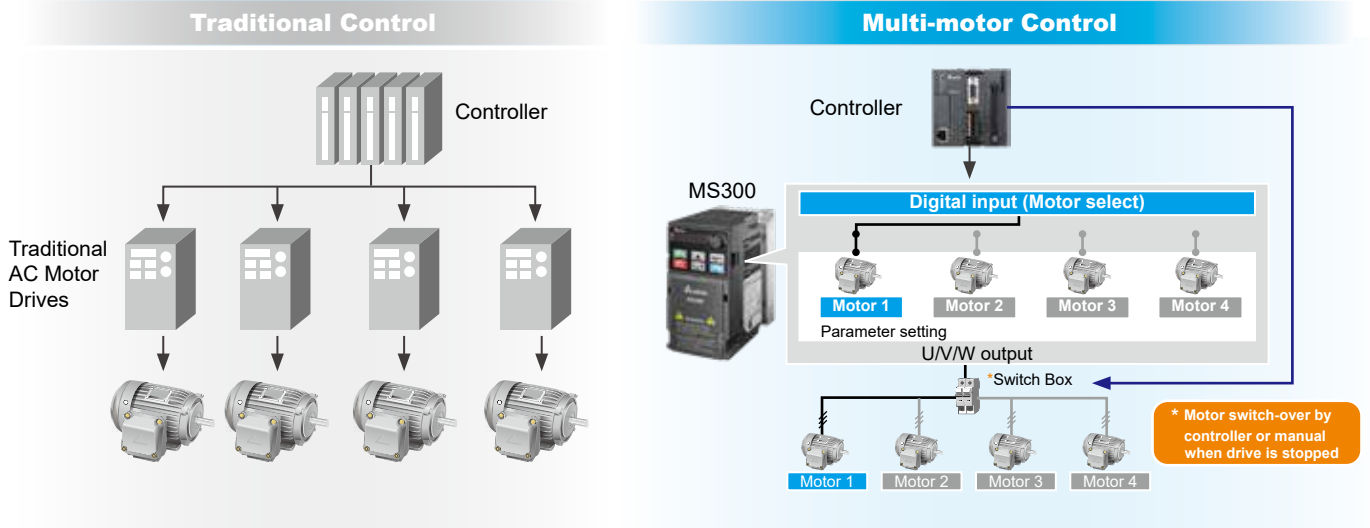 Traditional Control
Controller
Traditional
AC Motor
Drives
Multi-motor Control
Controller
MS300
Digital input (Motor select)
Motor 1
Motor 2
Motor 3
Motor 4
Parameter setting
U/V/W output
*Switch Box
* Motor switch-over by
controller or manual
when drive is stopped
Motor 1
Motor 2
Motor 3
Motor 4